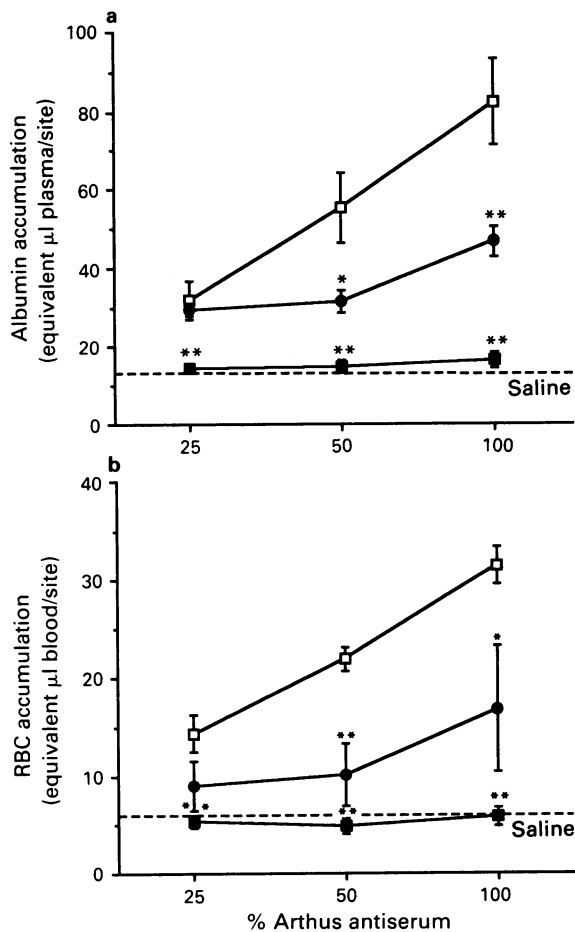 a
100
80
60
40
20
0
Albumin accumulation
(equivalent µl plasma/site)
**
*
**
**
**
Saline
25 50 100
b
40
30
20
10
0
RBC accumulation
(equivalent µl blood/site)
*
**
**
* *
**
Saline
25 50 100
% Arthus antiserum